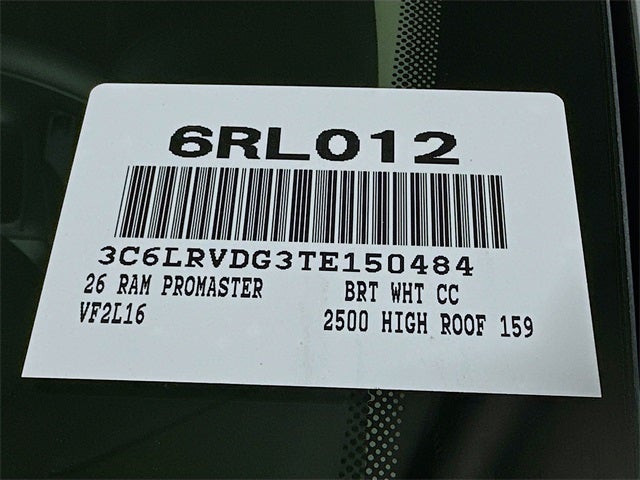 6RL012
3C6LRVDG3TE150484
26 RAM PROMASTER BRT WHT CC
VF2L16 2500 HIGH ROOF 159